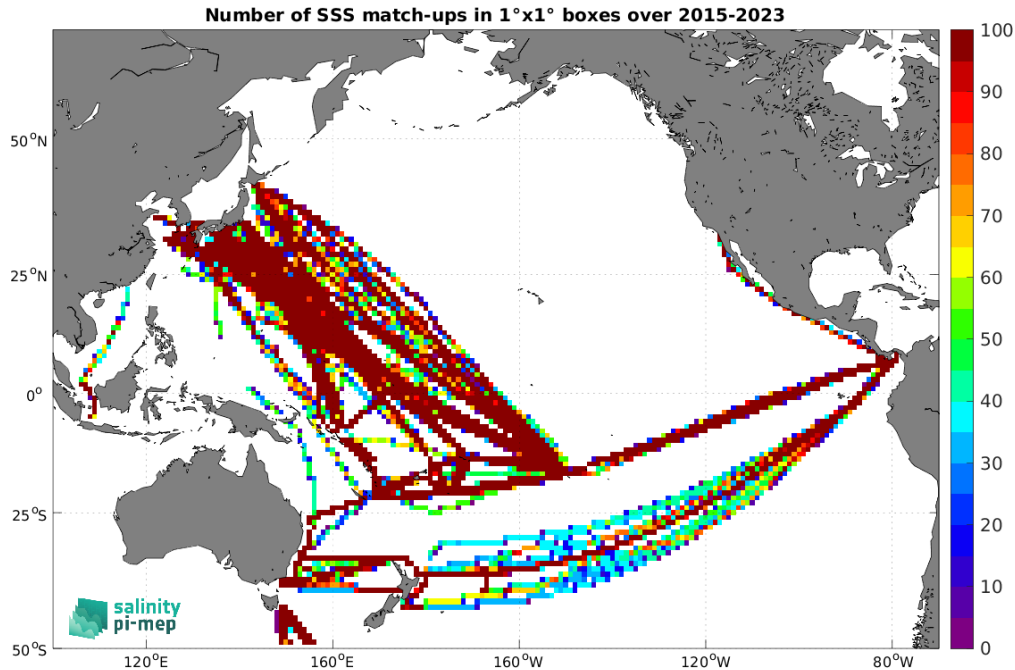 Number of SSS match-ups in 1°x1° boxes over 2015-2023
100
90
80
70
60
50
40
30
20
10
0
50°N
25°N
0°
25°S
50°S
120°E
160°E
160°W
120°W
80°W
salinity
pi-mep